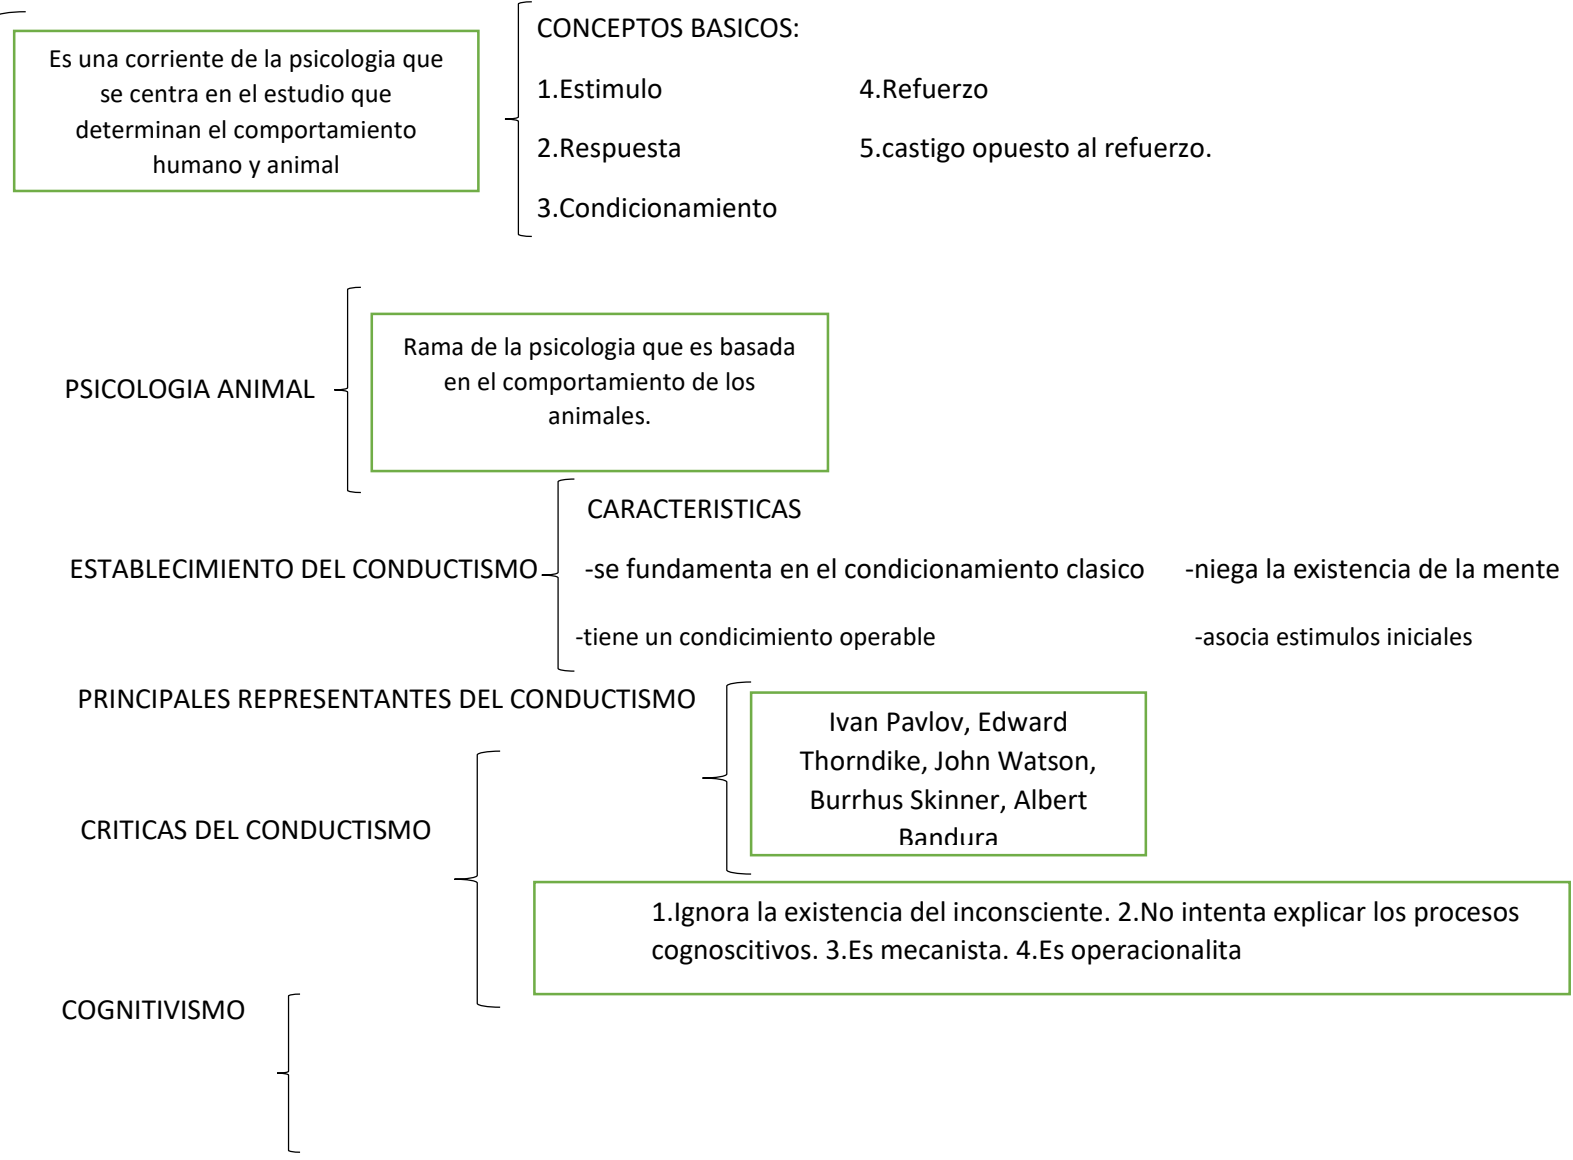 Es una corriente de la psicologia que
se centra en el estudio que
determinan el comportamiento
humano y animal
CONCEPTOS BASICOS:
1.Estimulo
4.Refuerzo
2.Respuesta
5.castigo opuesto al refuerzo.
3.Condicionamiento
PSICOLOGIA ANIMAL
Rama de la psicologia que es basada
en el comportamiento de los
animales.
ESTABLECIMIENTO DEL CONDUCTISMO
CARACTERISTICAS
-se fundamenta en el condicionamiento clasico
-niega la existencia de la mente
-tiene un condicimiento operable
-asocia estimulos iniciales
PRINCIPALES REPRESENTANTES DEL CONDUCTISMO
Ivan Pavlov, Edward
Thorndike, John Watson,
Burrhus Skinner, Albert
Bandura
CRITICAS DEL CONDUCTISMO
1.Ignora la existencia del inconsciente. 2.No intenta explicar los procesos
cognoscitivos. 3.Es mecanista. 4.Es operacionalita
COGNITIVISMO